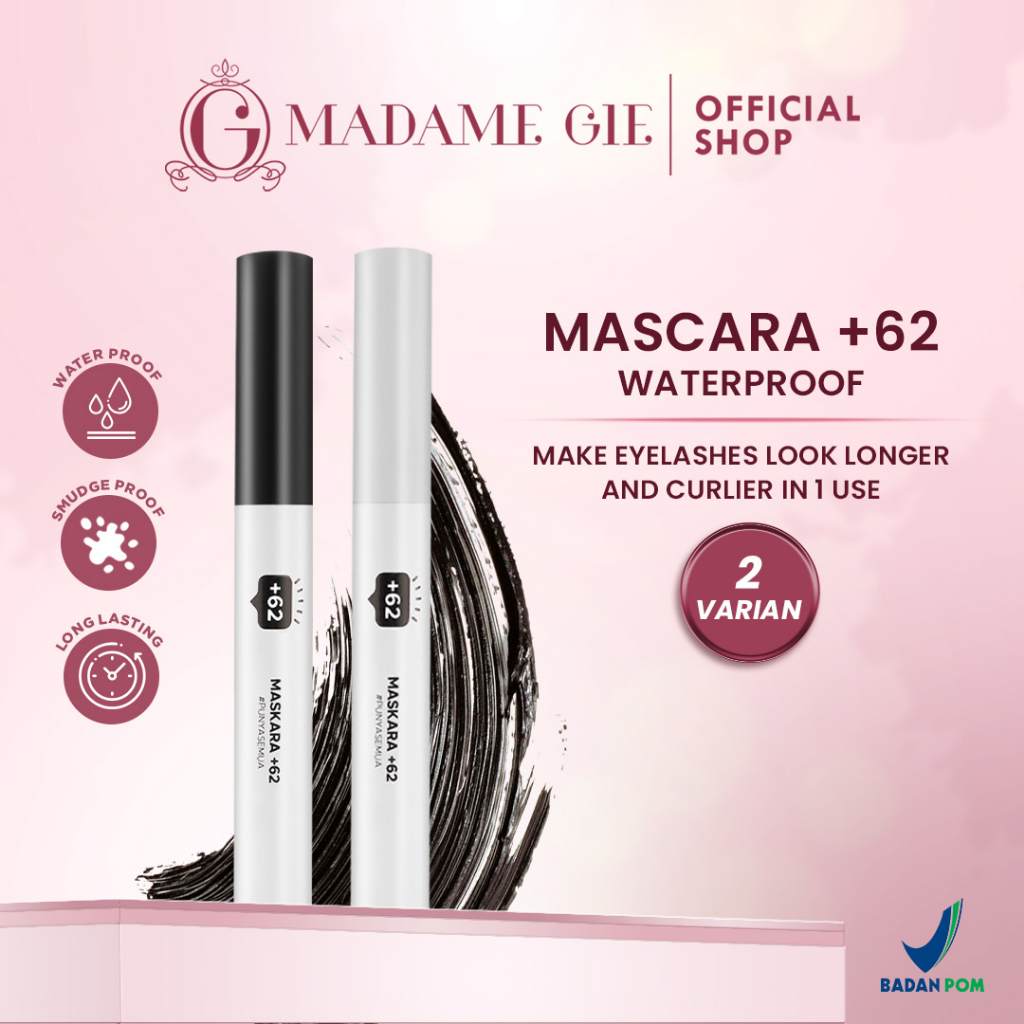 G MADAME GIE
OFFICIAL
SHOP
MASCARA +62
WATERPROOF
MAKE EYELASHES LOOK LONGER
AND CURLIER IN 1 USE
2
VARIAN
WATER PROOF
SMUDGE PROOF
LONG LASTING
+62
MASKARA +62
#PUNYASEMUA
+62
MASKARA +62
#PUNYASEMUA
BADAN POM